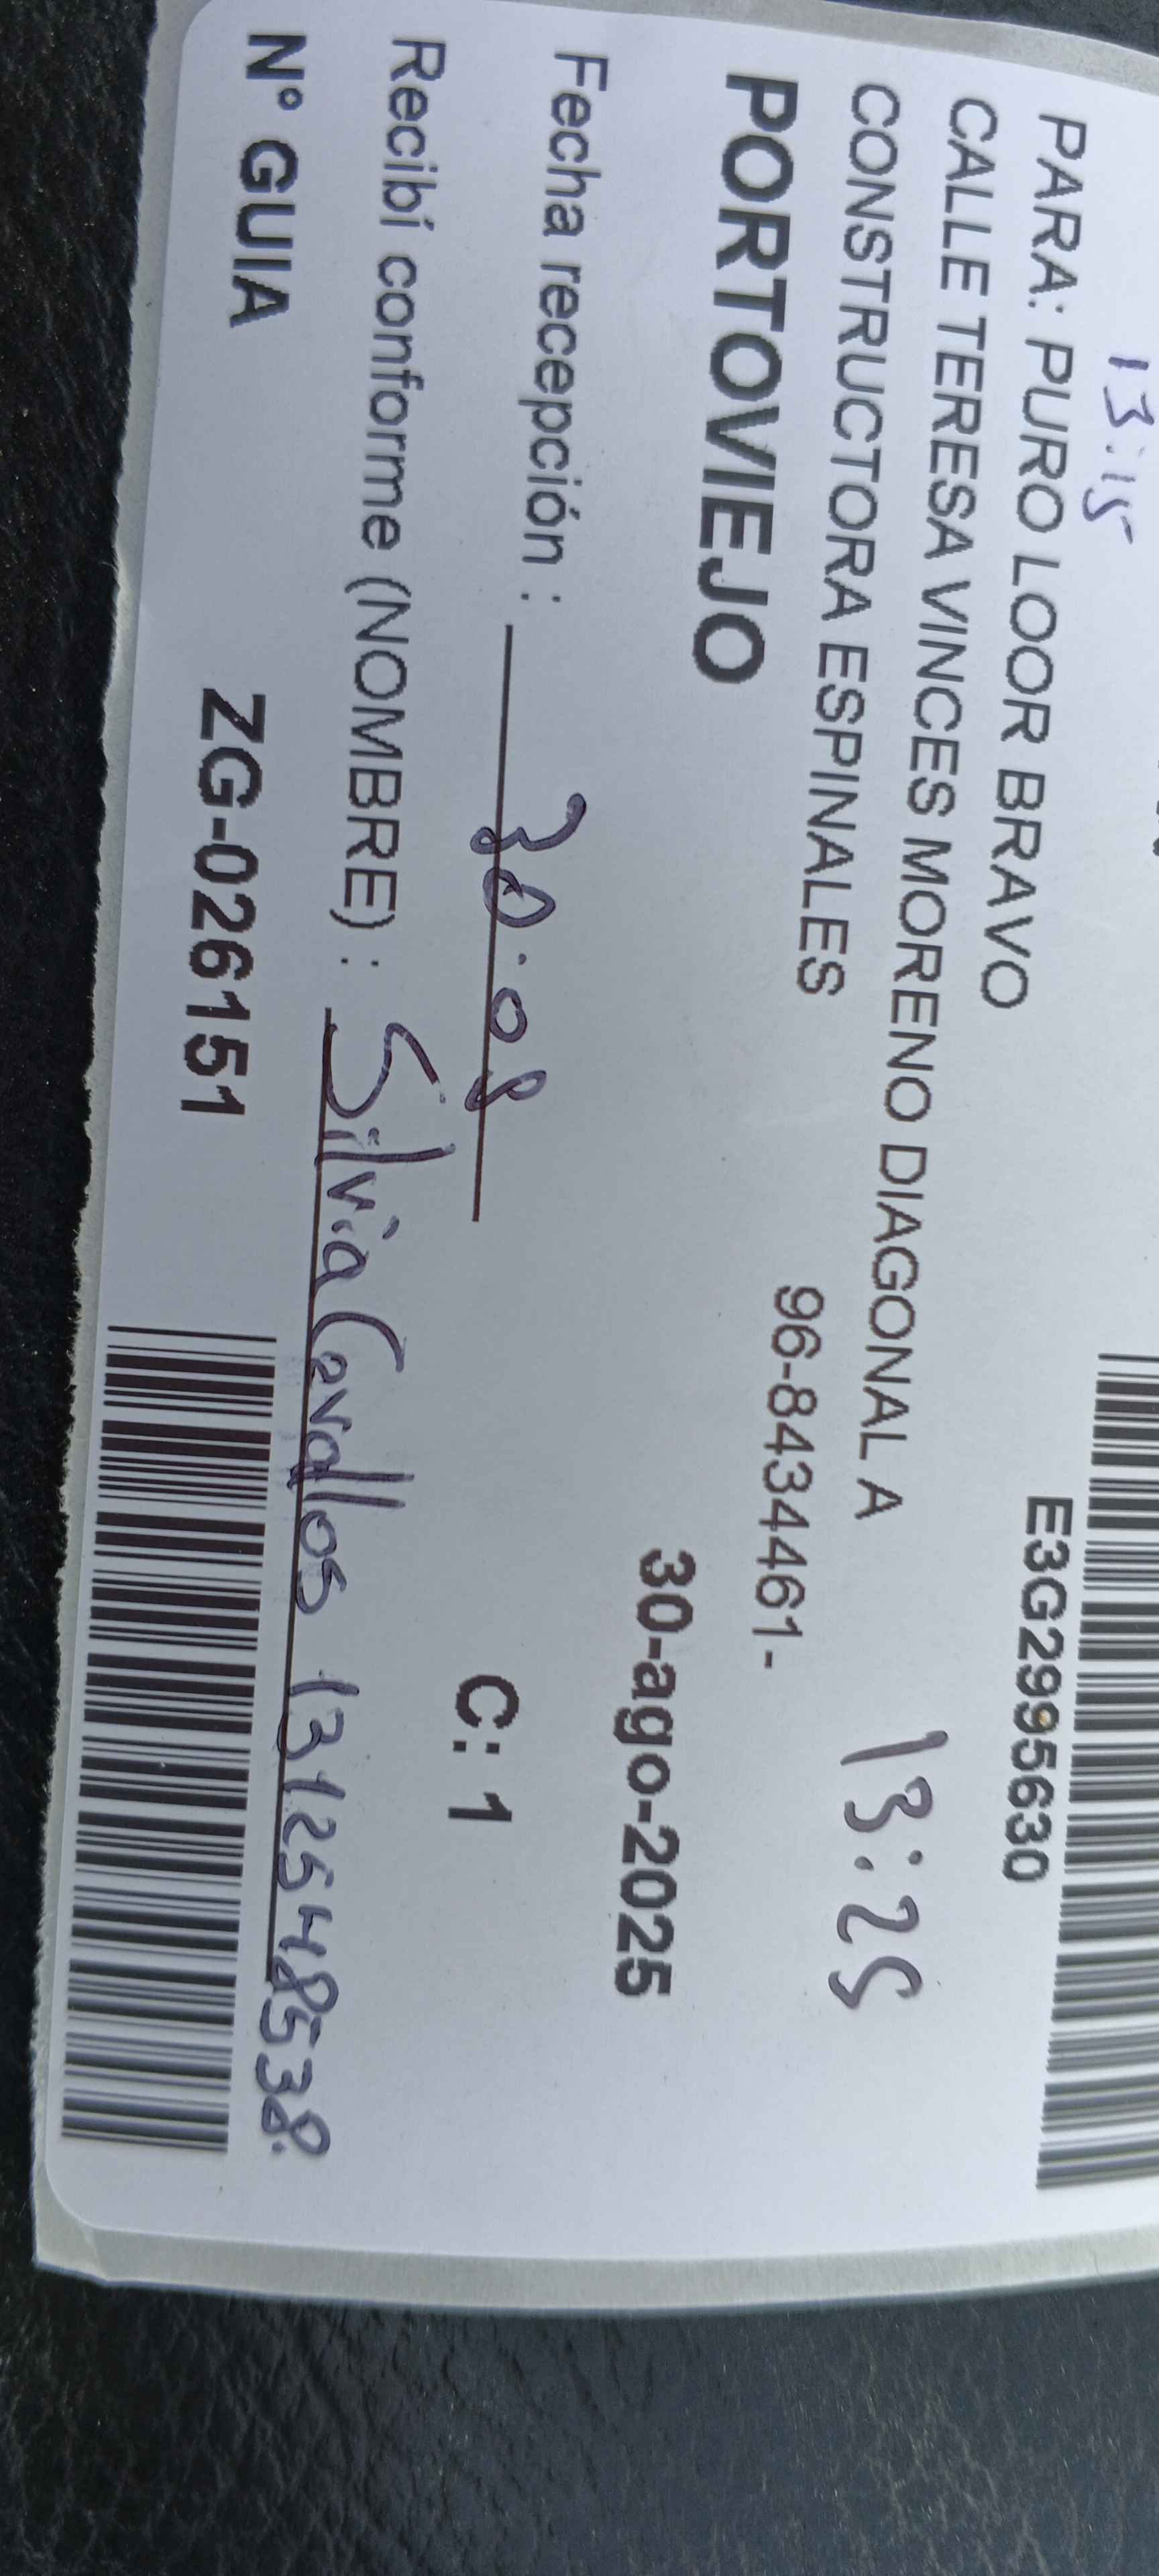 13:15
E3G2995630
PARA: PURO LOOR BRAVO
CALLE TERESA VINCES MORENO DIAGONAL A
CONSTRUCTORA ESPINALES
13:25
96-8434461-
PORTOVIEJO
30-ago-2025
Fecha recepción : 30.08
C: 1
Recibí conforme (NOMBRE) : Silvia Cevallos 1312548538
N° GUIA ZG-026151